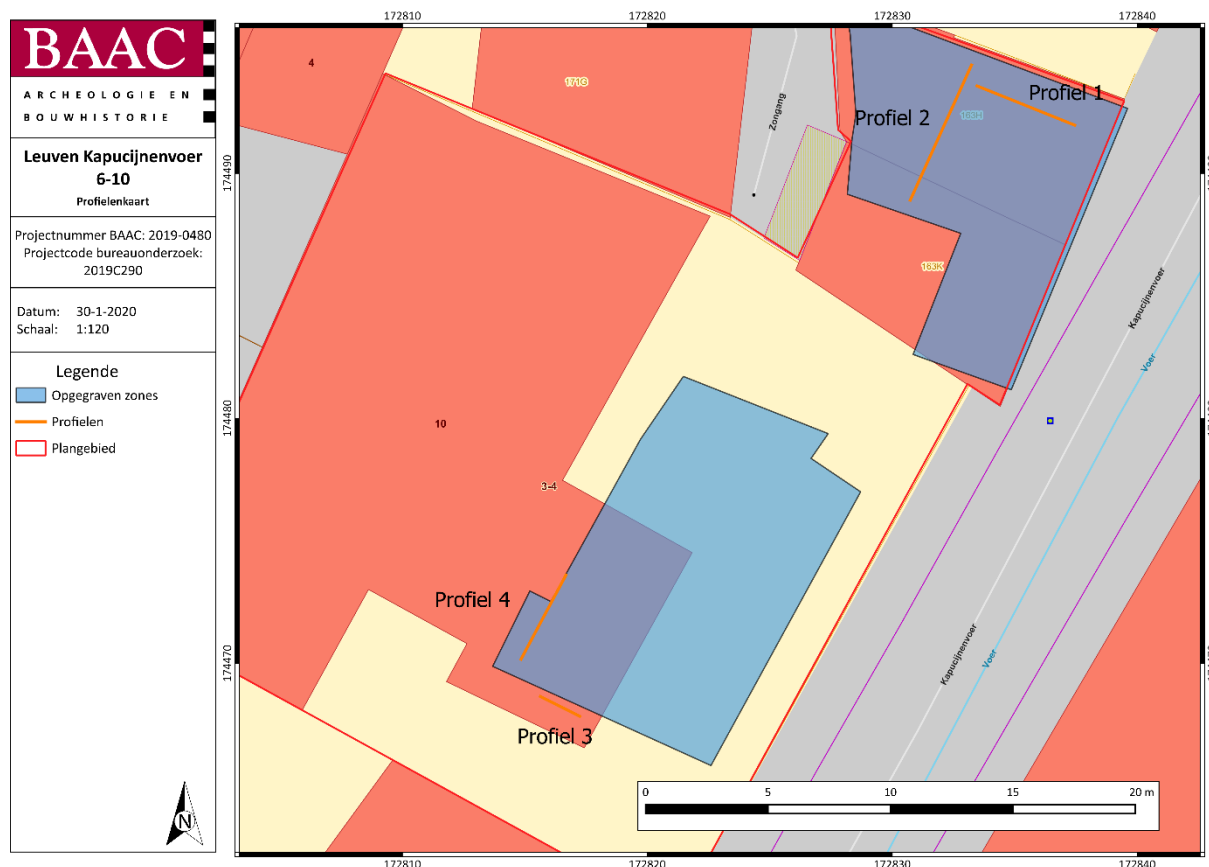 BAAC
ARCHEOLOGIE EN
BOUWHISTORIE
Leuven Kapucijnenvoer
6-10
Profielenkaart
Projectnummer BAAC: 2019-0480
Projectcode bureauonderzoek:
2019C290
Datum: 30-1-2020
Schaal: 1:120
Legende
Opgegraven zones
Profielen
Plangebied
N
172810
172820
172830
172840
4
171G
Zongang
Profiel 1
Profiel 2
163H
174490
163K
Kapucijnenvoer
Voer
174480
10
3-4
Profiel 4
Kapucijnenvoer
Voer
174470
Profiel 3
0
5
10
15
20 m
172810
172820
172830
172840